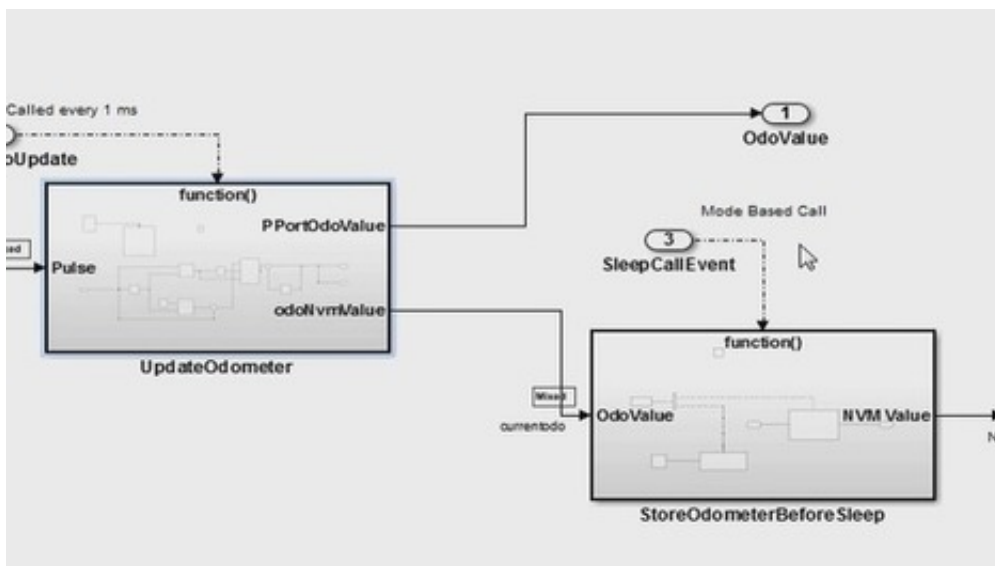 Called every 1 ms
oUpdate
function()
PPortOdoValue
Pulse
odoNvmValue
UpdateOdometer
1
OdoValue
Mode Based Call
3
SleepCallEvent
function()
Mixed
OdoValue
NVM Value
currentodo
N
StoreOdometerBeforeSleep